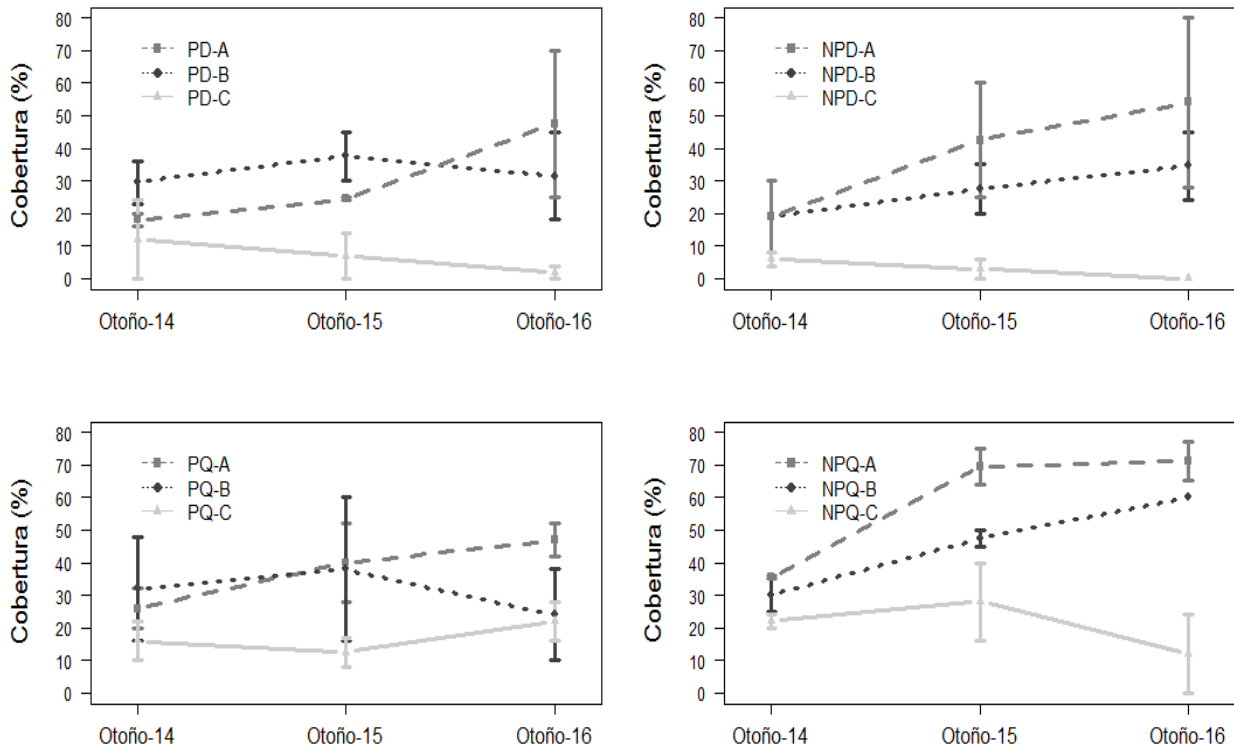 Cobertura (%)
80
70
60
50
40
30
20
10
0
PD-A
PD-B
PD-C
Otoño-14 Otoño-15 Otoño-16
Cobertura (%)
80
70
60
50
40
30
20
10
0
NPD-A
NPD-B
NPD-C
Otoño-14 Otoño-15 Otoño-16
Cobertura (%)
80
70
60
50
40
30
20
10
0
PQ-A
PQ-B
PQ-C
Otoño-14 Otoño-15 Otoño-16
Cobertura (%)
80
70
60
50
40
30
20
10
0
NPQ-A
NPQ-B
NPQ-C
Otoño-14 Otoño-15 Otoño-16